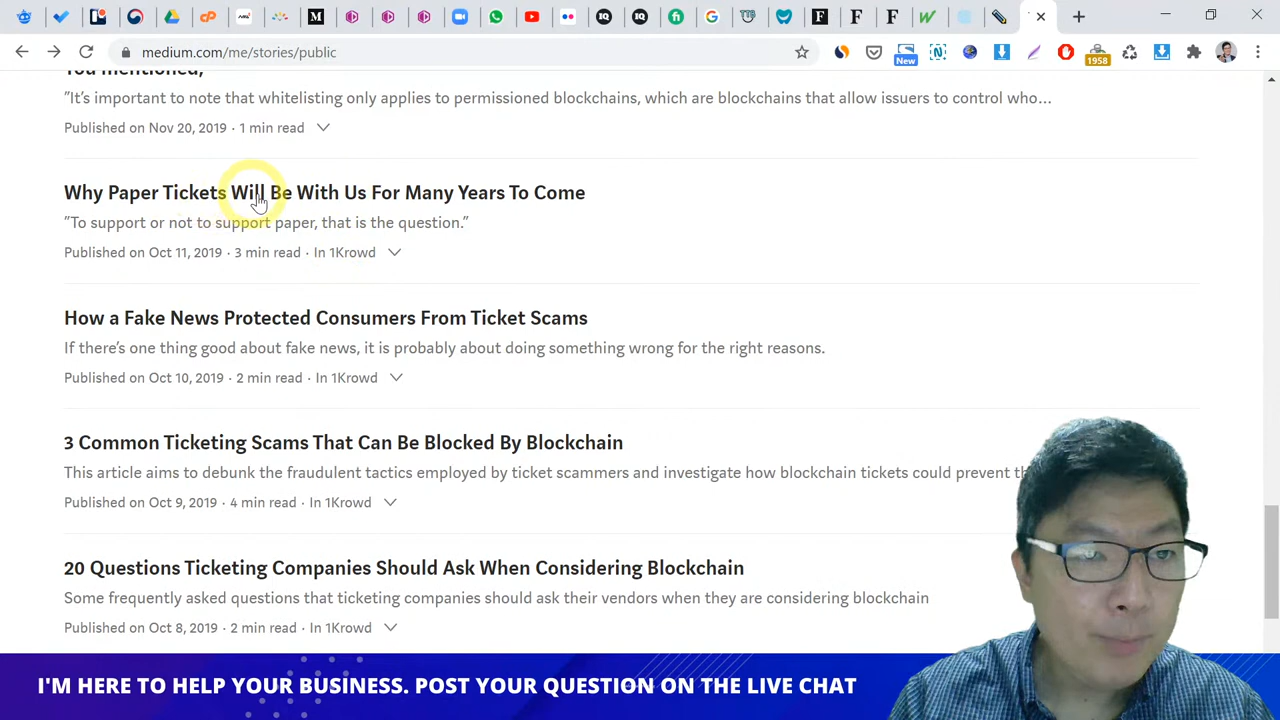 medium.com/me/stories/public
New
1958
You mentioned,
"It's important to note that whitelisting only applies to permissioned blockchains, which are blockchains that allow issuers to control who…
Published on Nov 20, 2019 · 1 min read
Why Paper Tickets Will Be With Us For Many Years To Come
"To support or not to support paper, that is the question."
Published on Oct 11, 2019 · 3 min read · In 1Krowd
How a Fake News Protected Consumers From Ticket Scams
If there's one thing good about fake news, it is probably about doing something wrong for the right reasons.
Published on Oct 10, 2019 · 2 min read · In 1Krowd
3 Common Ticketing Scams That Can Be Blocked By Blockchain
This article aims to debunk the fraudulent tactics employed by ticket scammers and investigate how blockchain tickets could prevent
Published on Oct 9, 2019 · 4 min read · In 1Krowd
20 Questions Ticketing Companies Should Ask When Considering Blockchain
Some frequently asked questions that ticketing companies should ask their vendors when they are considering blockchain
Published on Oct 8, 2019 · 2 min read · In 1Krowd
I'M HERE TO HELP YOUR BUSINESS. POST YOUR QUESTION ON THE LIVE CHAT